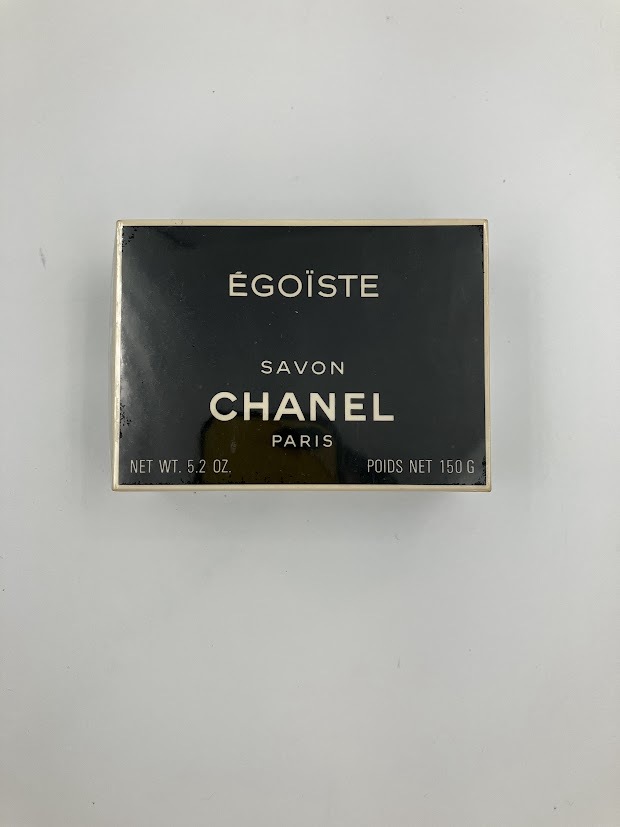 ÉGOÏSTE
SAVON
CHANEL
PARIS
NET WT. 5.2 OZ. POIDS NET 150 G